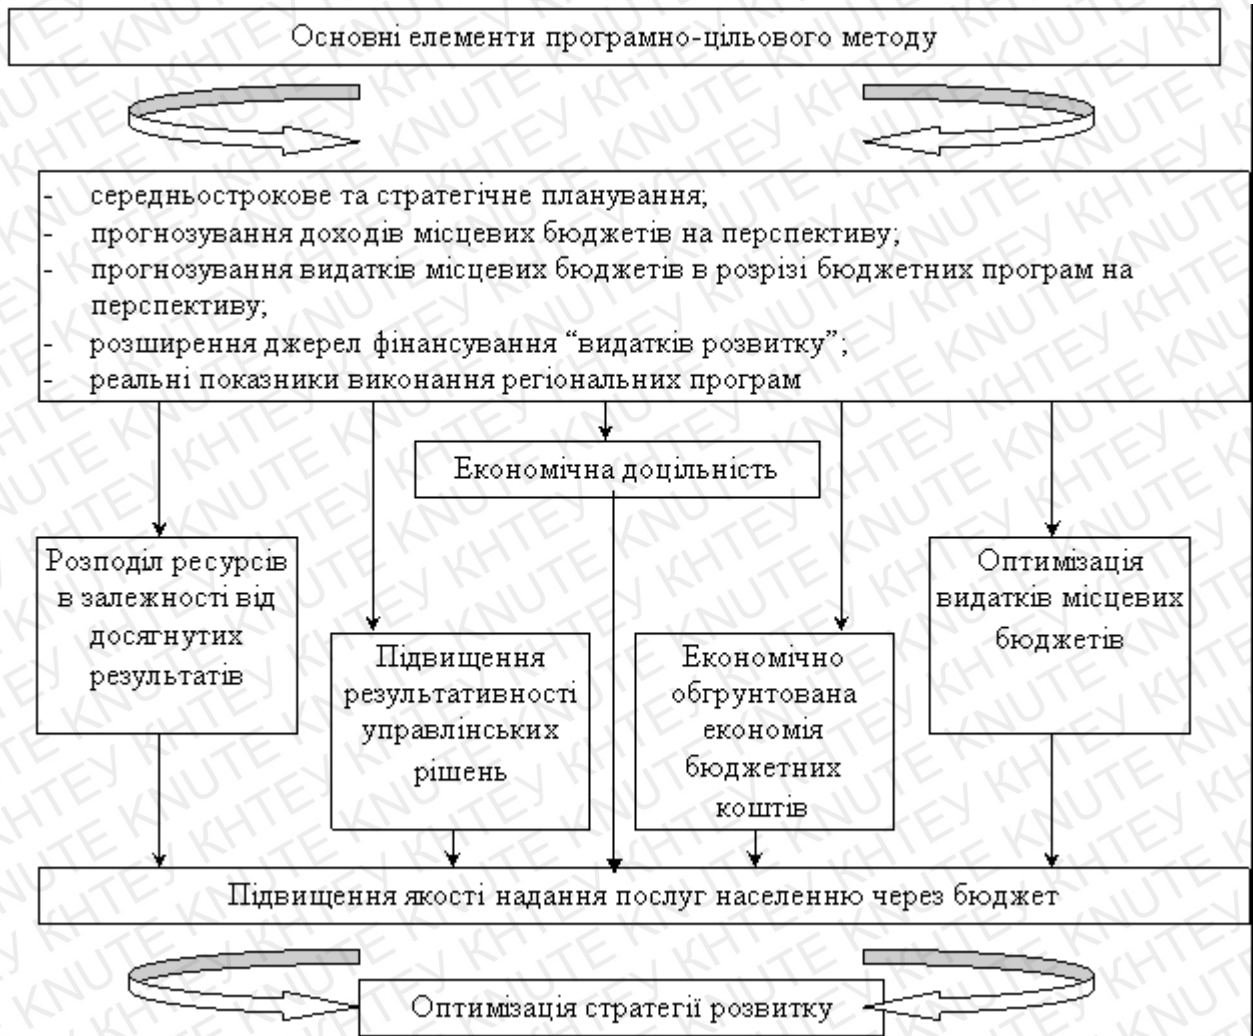 Основні елементи програмно-цільового методу
- середньострокове та стратегічне планування;
- прогнозування доходів місцевих бюджетів на перспективу;
- прогнозування видатків місцевих бюджетів в розрізі бюджетних програм на
перспективу;
- розширення джерел фінансування “видатків розвитку”;
- реальні показники виконання регіональних програм
Економічна доцільність
Розподіл ресурсів
в залежності від
досягнутих
результатів
Підвищення
результативності
управлінських
рішень
Економічно
обгрунтована
економія
бюджетних
коштів
Оптимізація
видатків місцевих
бюджетів
Підвищення якості надання послуг населенню через бюджет
Оптимізація стратегії розвитку